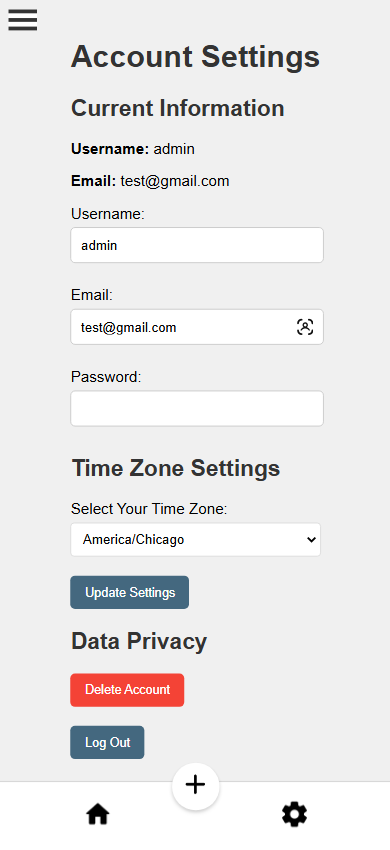 Account Settings
Current Information
Username: admin
Email: test@gmail.com
Username:
admin
Email:
test@gmail.com
Password:
Time Zone Settings
Select Your Time Zone:
America/Chicago
Update Settings
Data Privacy
Delete Account
Log Out